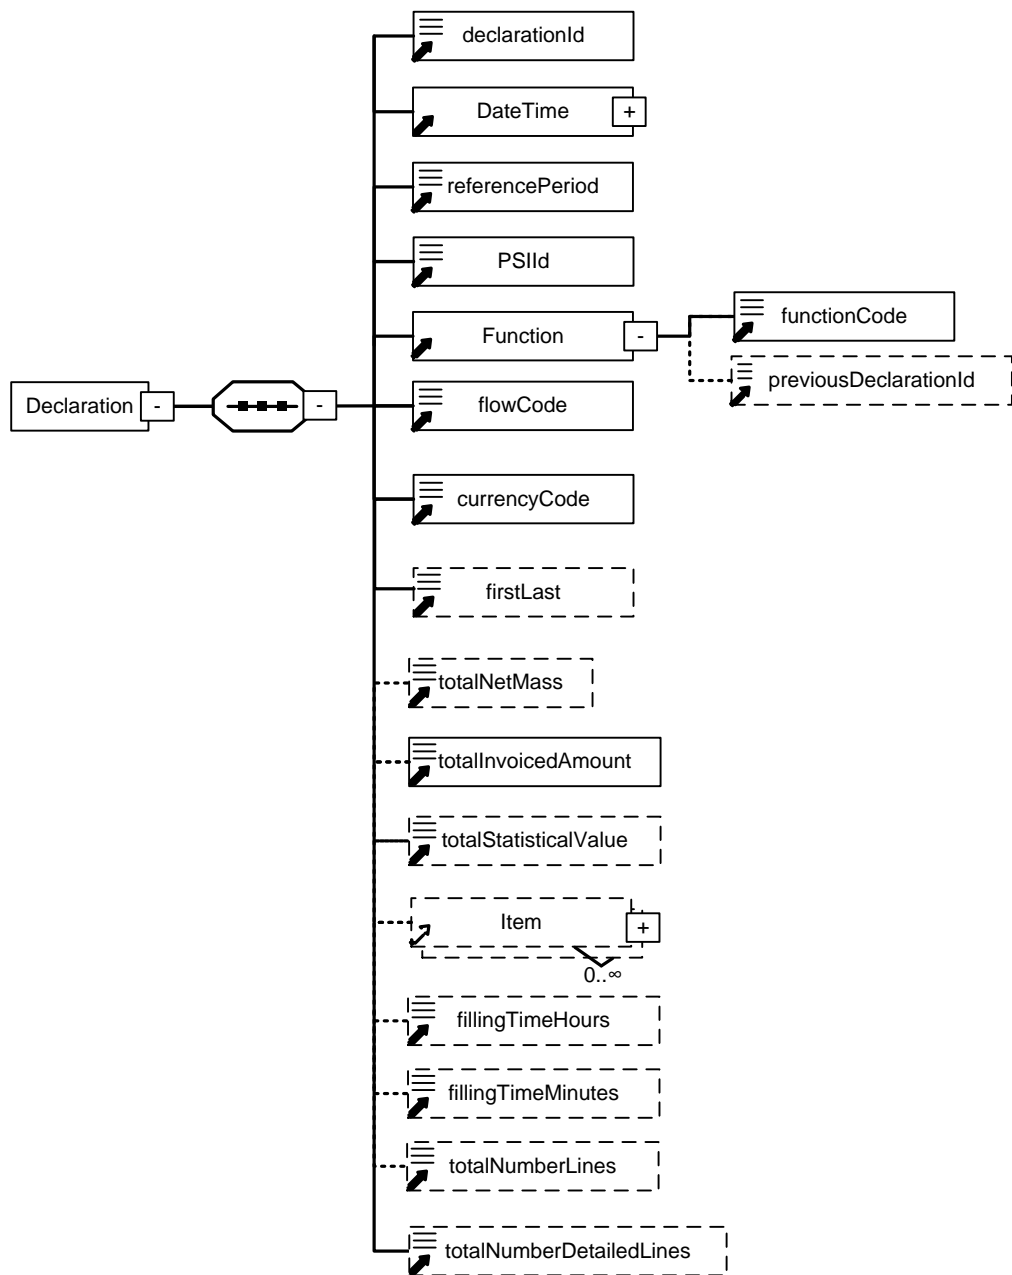 declarationId
DateTime
+
referencePeriod
PSIId
Function
-
functionCode
previousDeclarationId
Declaration
-
-
flowCode
currencyCode
firstLast
totalNetMass
totalInvoicedAmount
totalStatisticalValue
Item
+
0..∞
fillingTimeHours
fillingTimeMinutes
totalNumberLines
totalNumberDetailedLines